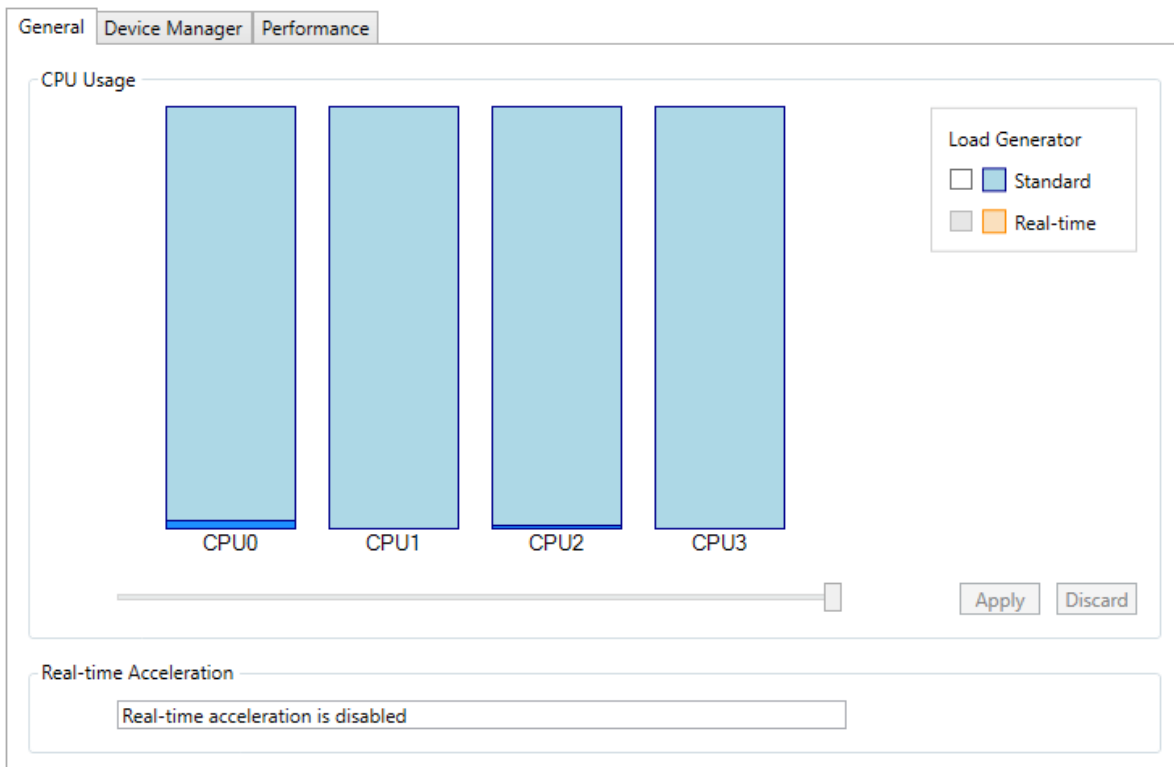 General Device Manager Performance
CPU Usage
Load Generator
Standard
Real-time
CPU0 CPU1 CPU2 CPU3
Apply Discard
Real-time Acceleration
Real-time acceleration is disabled